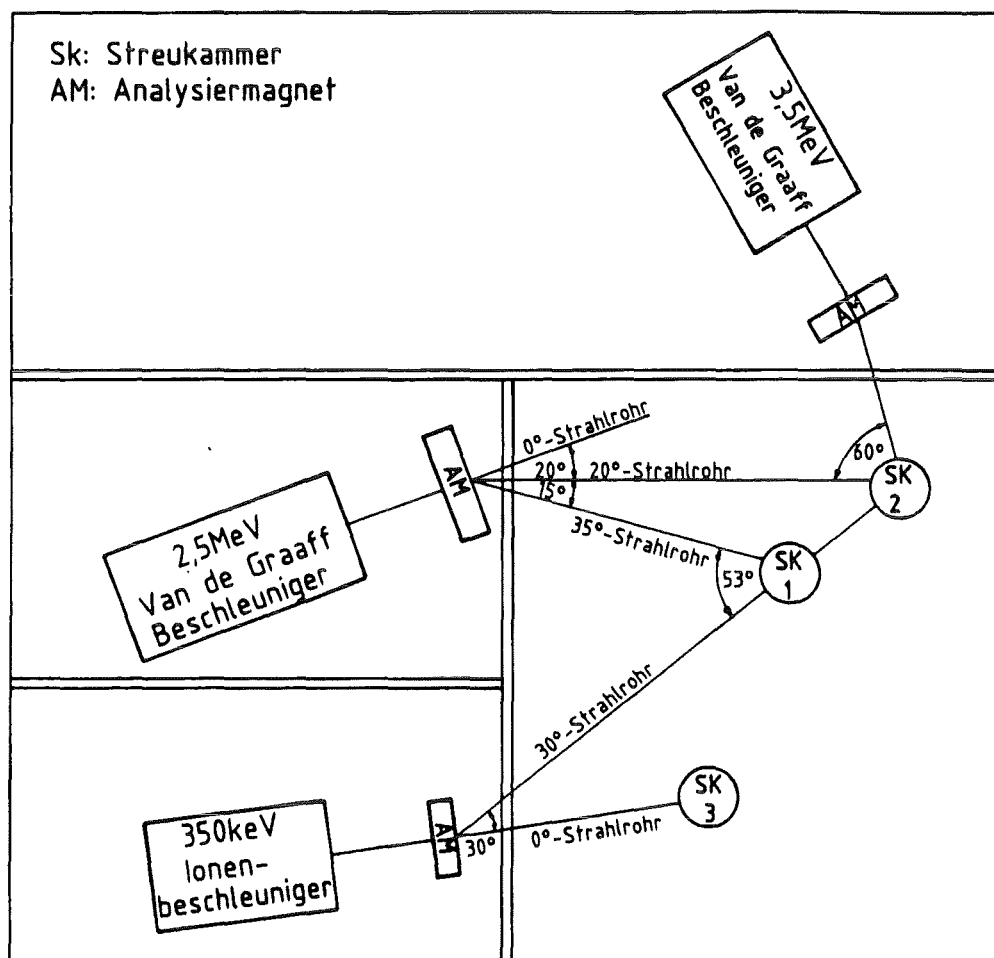 Sk: Streukammer
AM: Analysiermagnet
3,5MeV
Van de Graaff
Beschleuniger
AM
0°-Strahlrohr
20°
20°-Strahlrohr
15°
35°-Strahlrohr
60°
SK
2
AM
2,5MeV
Van de Graaff
Beschleuniger
SK
1
53°
30°-Strahlrohr
SK
3
0°-Strahlrohr
30°
AM
350keV
Ionen-
beschleuniger